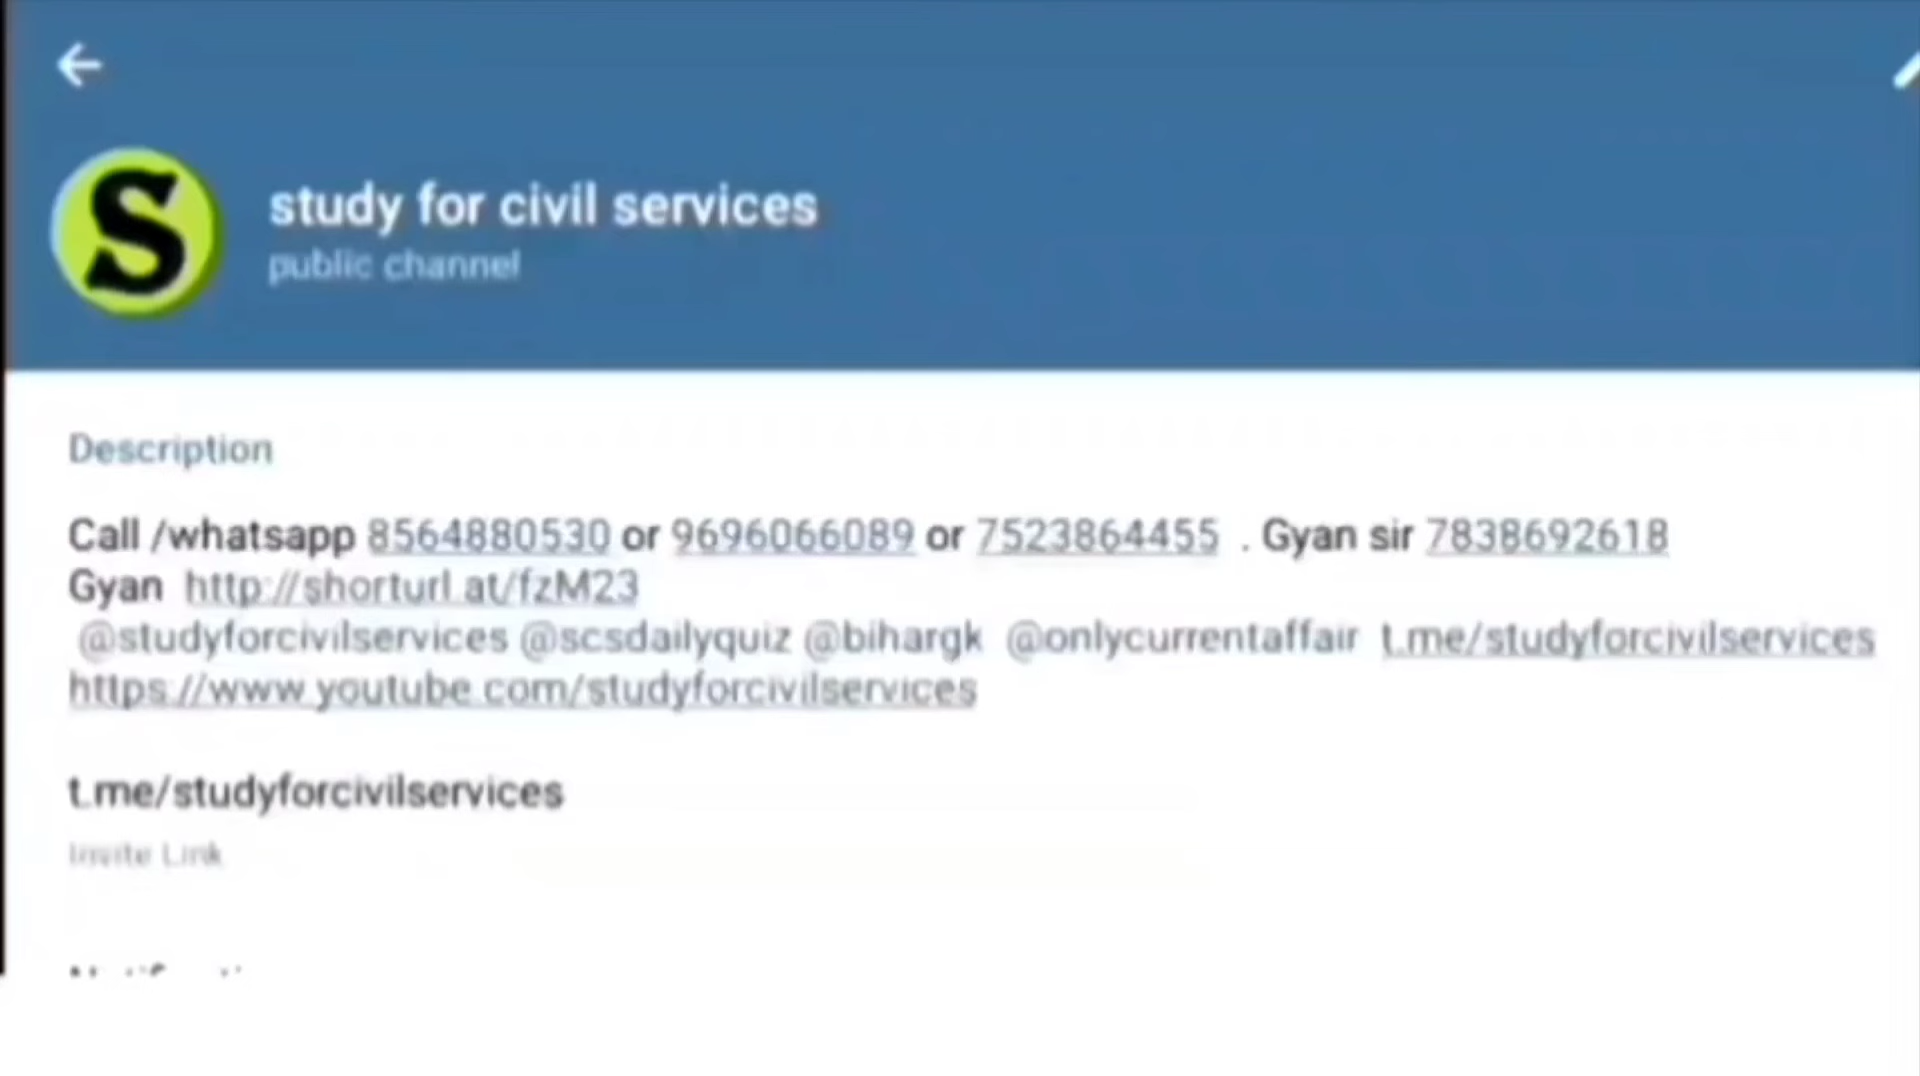 S
study for civil services
public channel
Description
Call /whatsapp 8564880530 or 9696066089 or 7523864455 . Gyan sir 7838692618
Gyan http://shorturl.at/fzM23
@studyforcivilservices @scsdailyquiz @bihargk @onlycurrentaffair t.me/studyforcivilservices
https://www.youtube.com/studyforcivilservices
t.me/studyforcivilservices
Invite Link